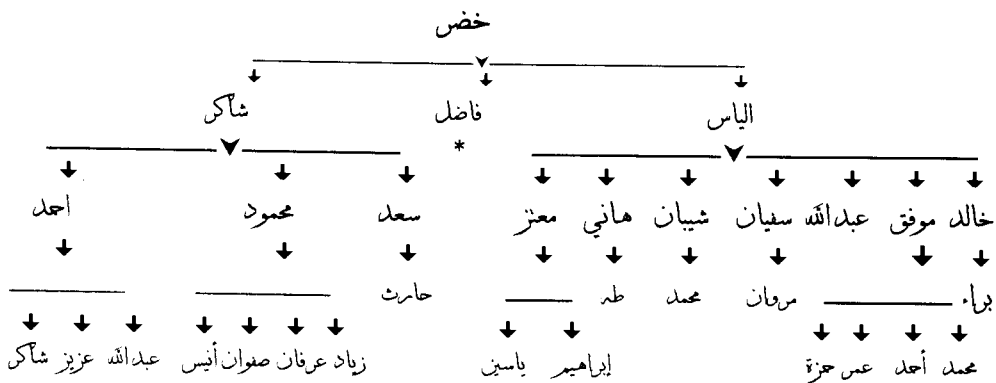 خضر
الياس فاضل شاكر
*
خالد موفق عبدالله سفيان شيبان هاني معتز سعد محمود احمد
براء مروان محمد طه حارث
محمد أحمد عمر حمزة إبراهيم ياسين زياد عرفان صفوان أنيس عبدالله عزيز شاكر